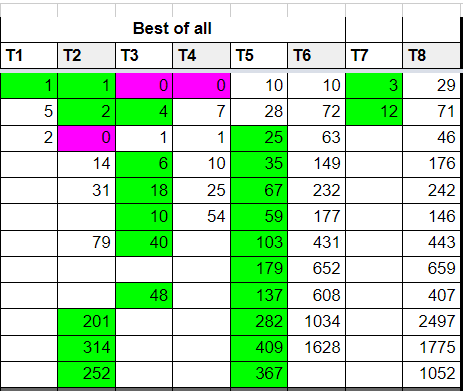 Best of all
T1 T2 T3 T4 T5 T6 T7 T8
1 1 0 0 10 10 3 29
5 2 4 7 28 72 12 71
2 0 1 1 25 63 46
14 6 10 35 149 176
31 18 25 67 232 242
10 54 59 177 146
79 40 103 431 443
179 652 659
48 137 608 407
201 282 1034 2497
314 409 1628 1775
252 367 1052